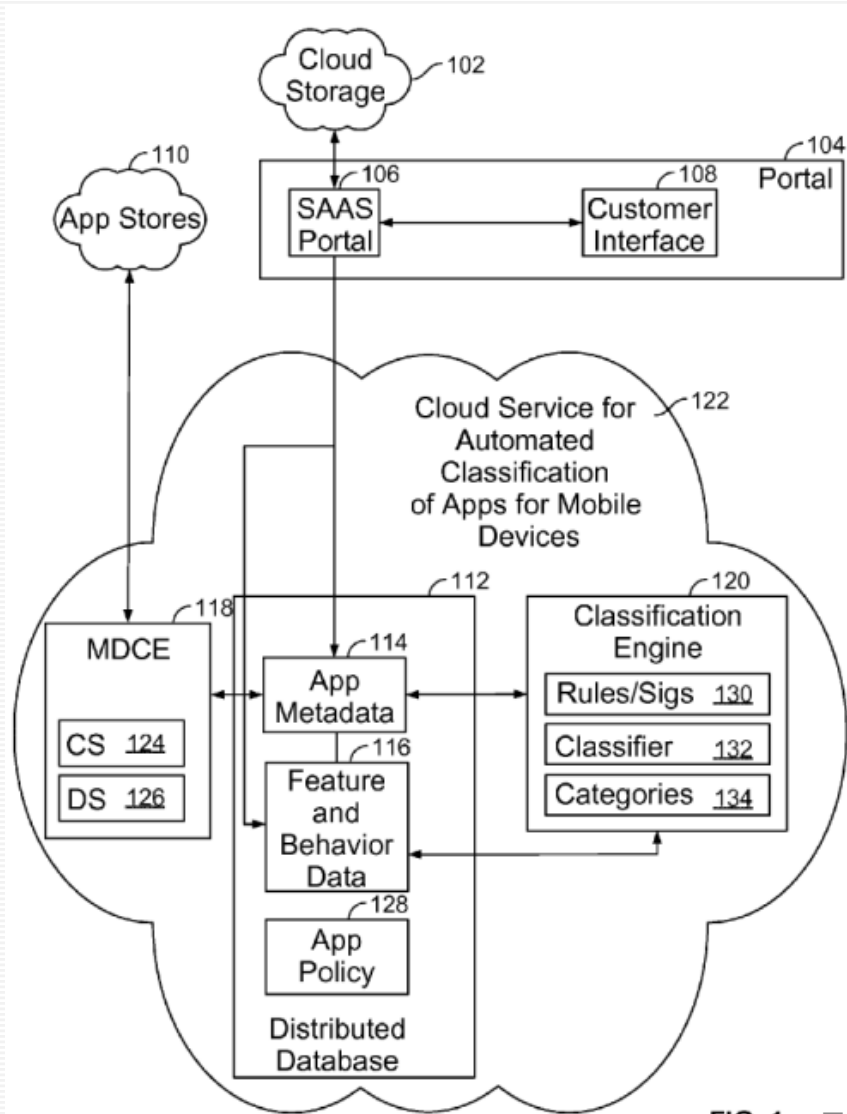 Cloud
Storage
102
110
App Stores
104
Portal
106
SAAS
Portal
108
Customer
Interface
Cloud Service for
Automated
Classification
of Apps for Mobile
Devices
122
118
MDCE
CS 124
DS 126
112
114
App
Metadata
116
Feature
and
Behavior
Data
128
App
Policy
Distributed
Database
120
Classification
Engine
Rules/Sigs 130
Classifier 132
Categories 134